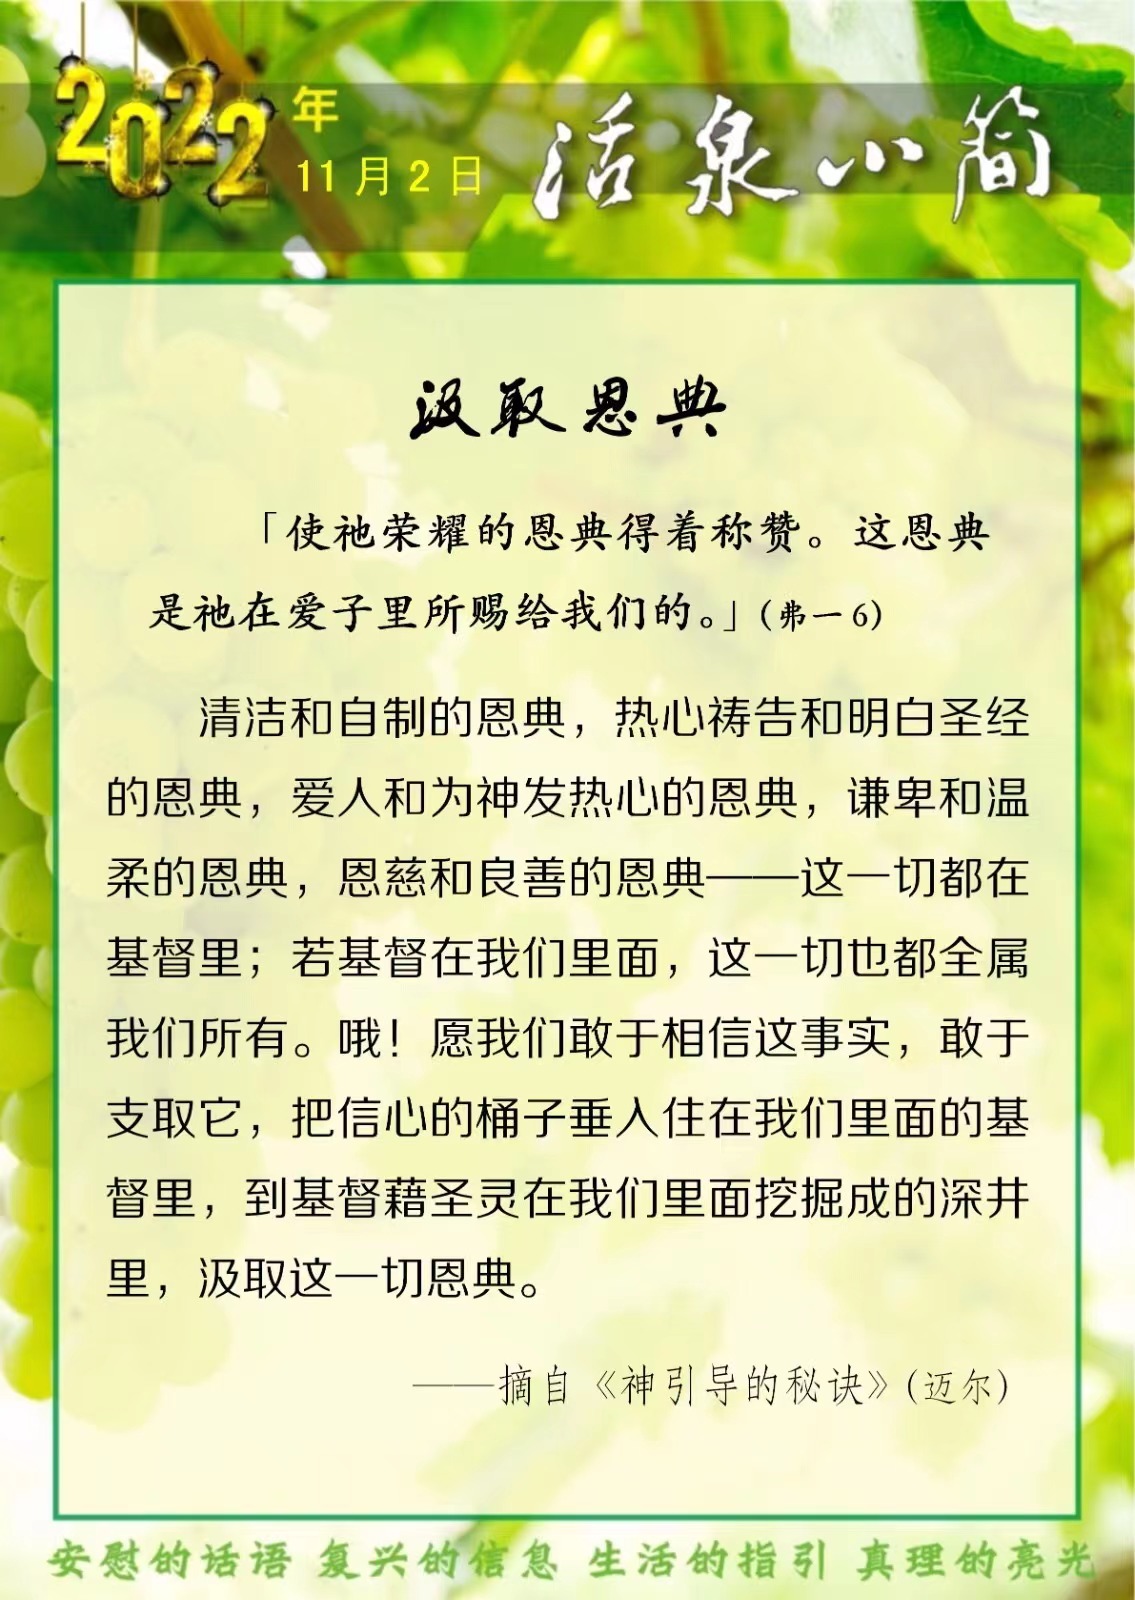 2022年
11月2日
活泉小简
汲取恩典
「使祂荣耀的恩典得着称赞。这恩典
是祂在爱子里所赐给我们的。」(弗一6)
清洁和自制的恩典，热心祷告和明白圣经
的恩典，爱人和为神发热心的恩典，谦卑和温
柔的恩典，恩慈和良善的恩典——这一切都在
基督里；若基督在我们里面，这一切也都全属
我们所有。哦！愿我们敢于相信这事实，敢于
支取它，把信心的桶子垂入住在我们里面的基
督里，到基督藉圣灵在我们里面挖掘成的深井
里，汲取这一切恩典。
——摘自《神引导的秘诀》(迈尔)
安慰的话语 复兴的信息 生活的指引 真理的亮光